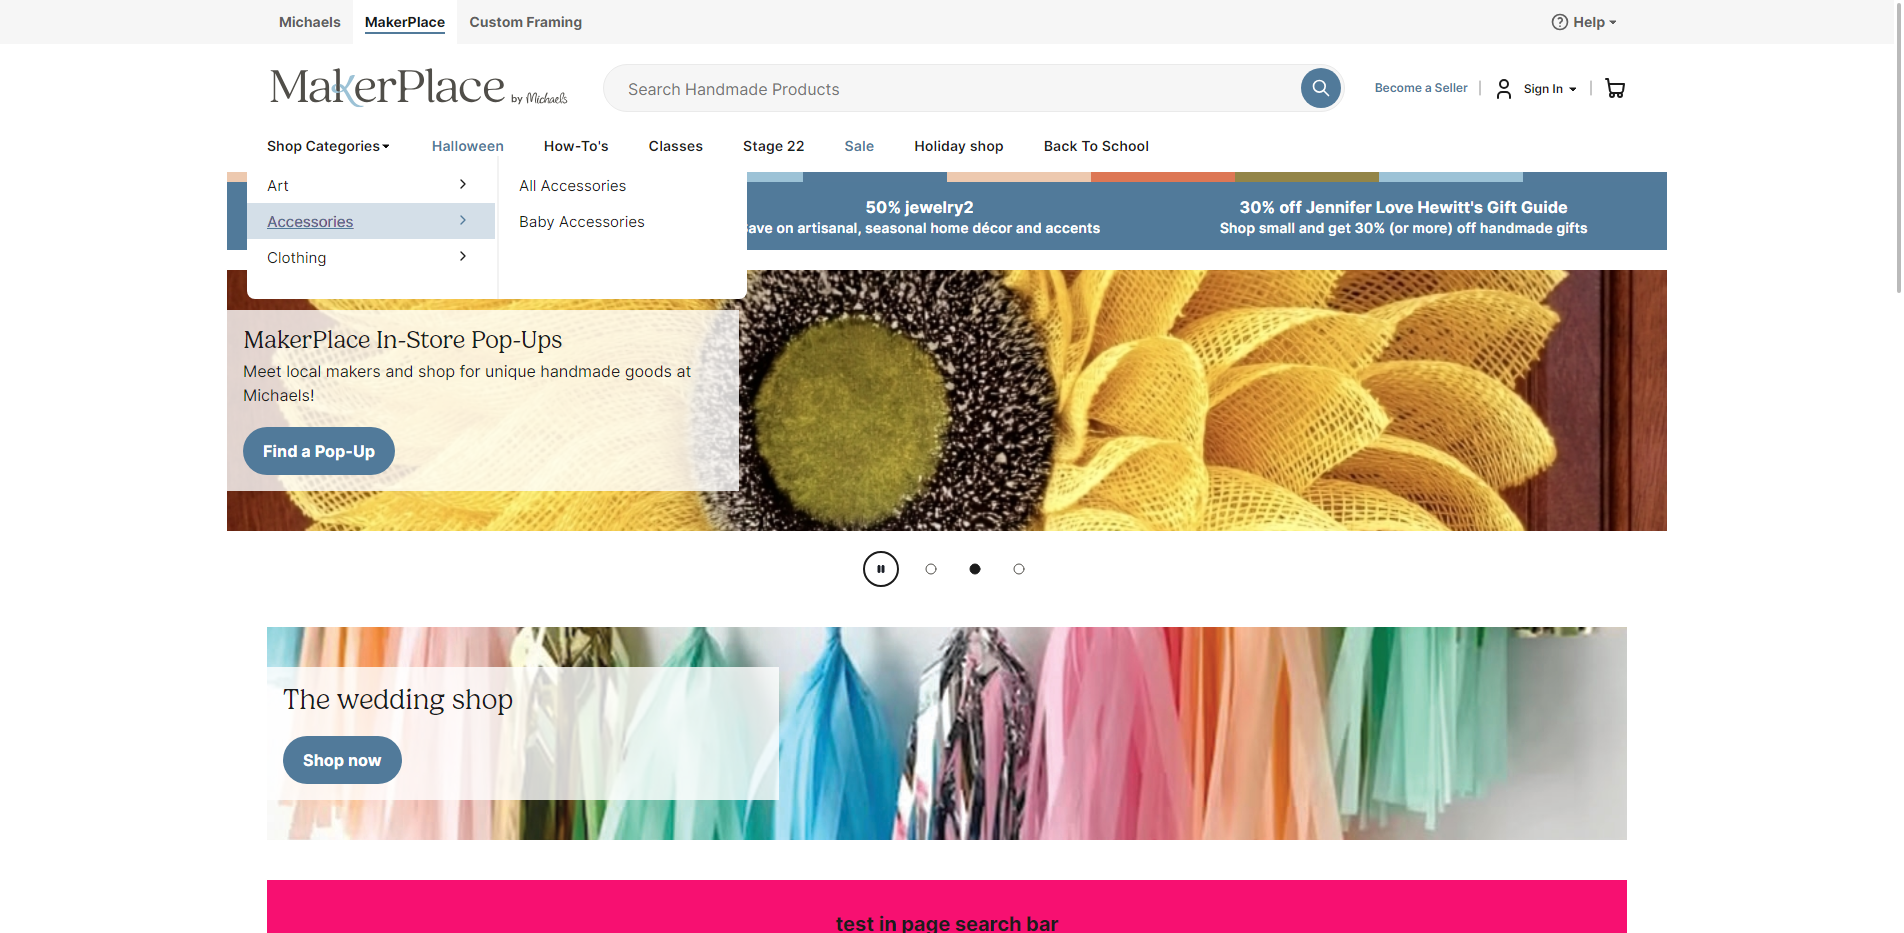 Michaels
MakerPlace
Custom Framing
Help
MakerPlace by Michaels
Search Handmade Products
Become a Seller
Sign In
Shop Categories
Halloween
How-To's
Classes
Stage 22
Sale
Holiday shop
Back To School
Art
Accessories
Clothing
All Accessories
Baby Accessories
50% jewelry2
ave on artisanal, seasonal home décor and accents
30% off Jennifer Love Hewitt's Gift Guide
Shop small and get 30% (or more) off handmade gifts
MakerPlace In-Store Pop-Ups
Meet local makers and shop for unique handmade goods at
Michaels!
Find a Pop-Up
The wedding shop
Shop now
test in page search bar